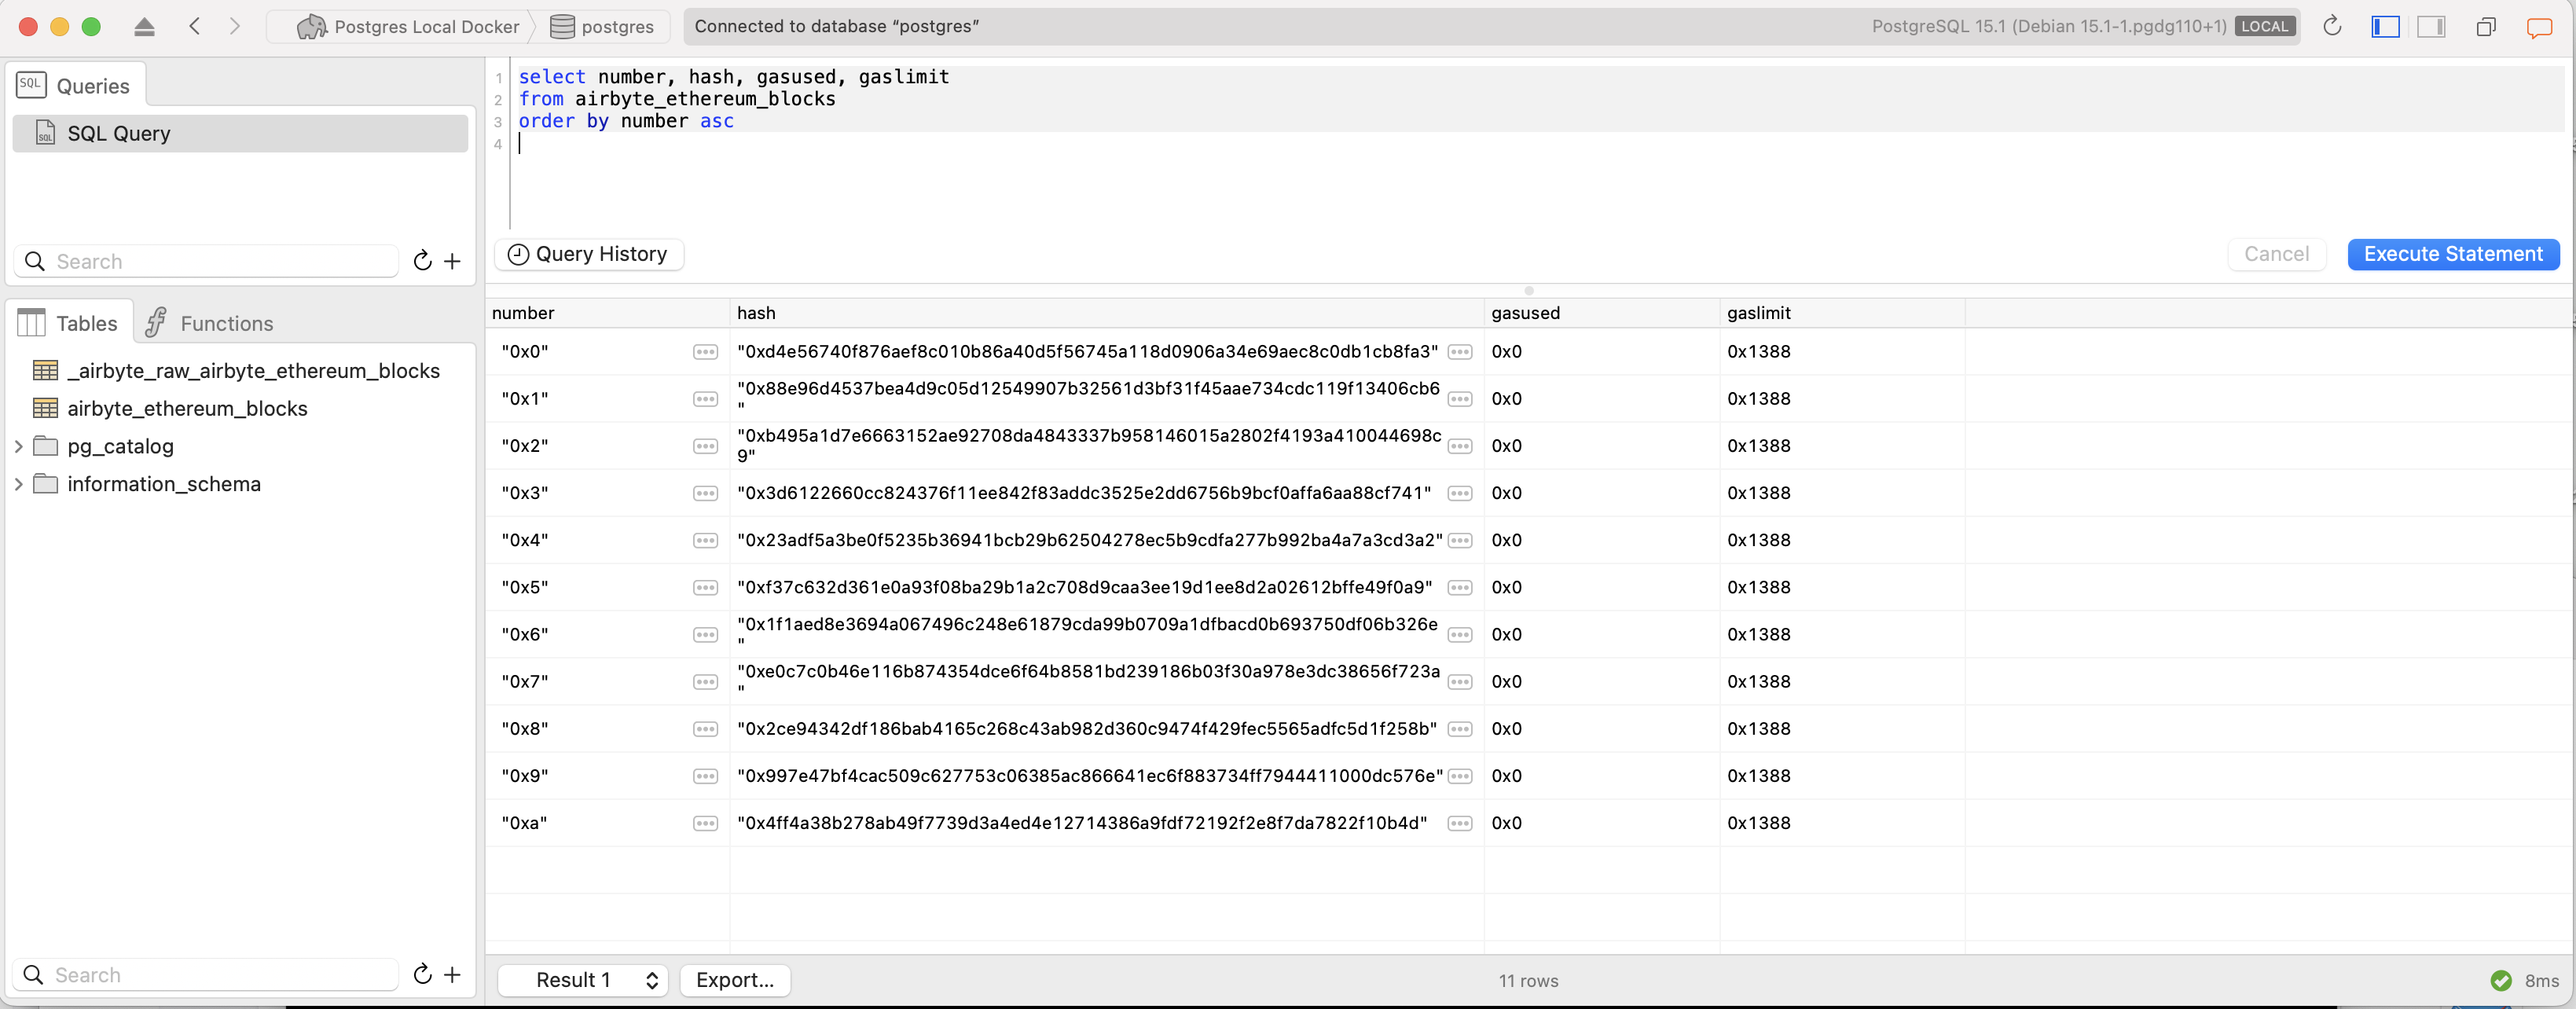 Postgres Local Docker
postgres
Connected to database “postgres”
PostgreSQL 15.1 (Debian 15.1-1.pgdg110+1)
LOCAL
SQL
Queries
SQL
SQL Query
Search
1
select number, hash, gasused, gaslimit
2
from airbyte_ethereum_blocks
3
order by number asc
4
Query History
Cancel
Execute Statement
Tables
Functions
_airbyte_raw_airbyte_ethereum_blocks
airbyte_ethereum_blocks
pg_catalog
information_schema
Search
number hash gasused gaslimit
"0x0" "0xd4e56740f876aef8c010b86a40d5f56745a118d0906a34e69aec8c0db1cb8fa3" 0x0 0x1388
"0x1" "0x88e96d4537bea4d9c05d12549907b32561d3bf31f45aae734cdc119f13406cb6
" 0x0 0x1388
"0x2" "0xb495a1d7e6663152ae92708da4843337b958146015a2802f4193a410044698c
9" 0x0 0x1388
"0x3" "0x3d6122660cc824376f11ee842f83addc3525e2dd6756b9bcf0affa6aa88cf741" 0x0 0x1388
"0x4" "0x23adf5a3be0f5235b36941bcb29b62504278ec5b9cdfa277b992ba4a7a3cd3a2" 0x0 0x1388
"0x5" "0xf37c632d361e0a93f08ba29b1a2c708d9caa3ee19d1ee8d2a02612bffe49f0a9" 0x0 0x1388
"0x6" "0x1f1aed8e3694a067496c248e61879cda99b0709a1dfbacd0b693750df06b326e
" 0x0 0x1388
"0x7" "0xe0c7c0b46e116b874354dce6f64b8581bd239186b03f30a978e3dc38656f723a
" 0x0 0x1388
"0x8" "0x2ce94342df186bab4165c268c43ab982d360c9474f429fec5565adfc5d1f258b" 0x0 0x1388
"0x9" "0x997e47bf4cac509c627753c06385ac866641ec6f883734ff7944411000dc576e" 0x0 0x1388
"0xa" "0x4ff4a38b278ab49f7739d3a4ed4e12714386a9fdf72192f2e8f7da7822f10b4d" 0x0 0x1388
Result 1
Export...
11 rows
8ms